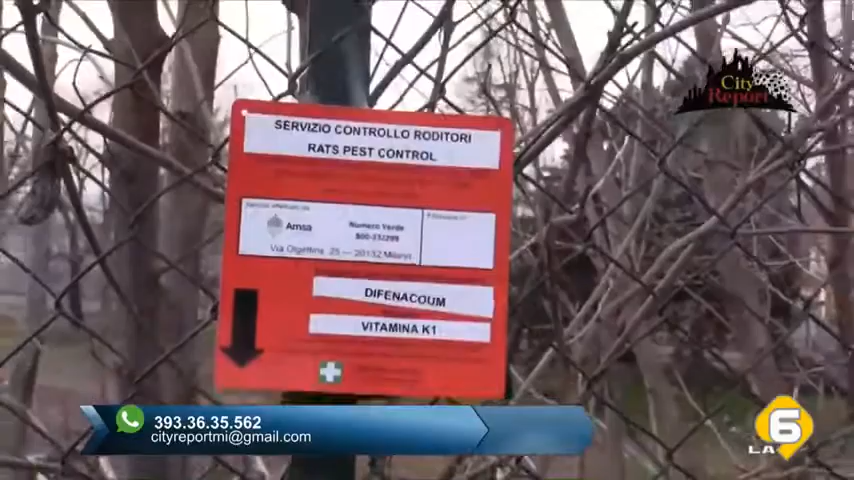 City
Report
SERVIZIO CONTROLLO RODITORI
RATS PEST CONTROL
Amsa
Numero Verde
Via Olgettina, 25 — 20132 Milano
DIFENACOUM
VITAMINA K1
393.36.35.562
cityreportmi@gmail.com
LA 6